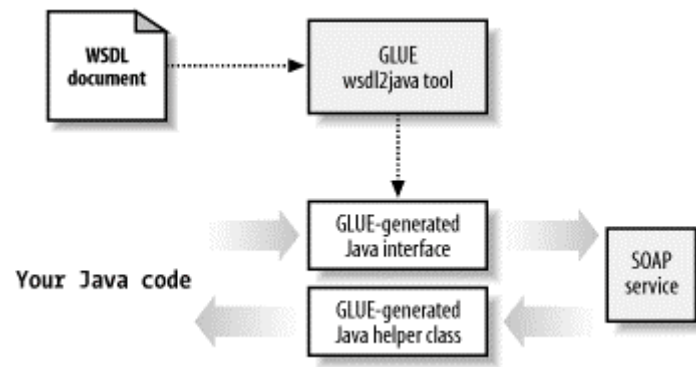 WSDL
document
GLUE
wsdl2java tool
GLUE-generated
Java interface
SOAP
service
Your Java code
GLUE-generated
Java helper class